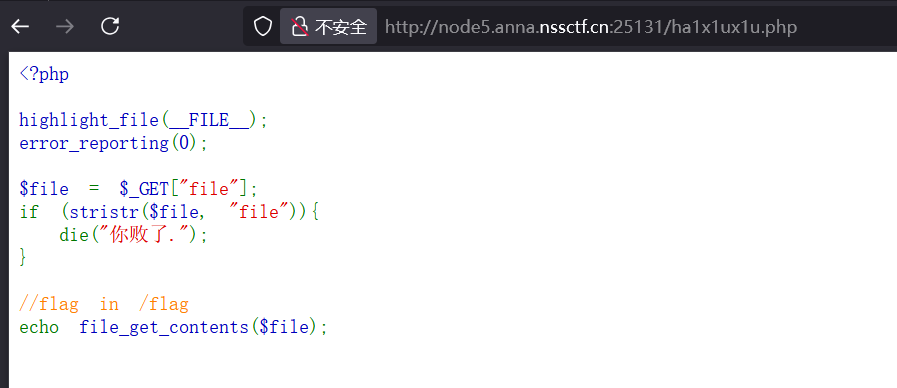 不安全 http://node5.anna.nssctf.cn:25131/ha1x1ux1u.php
<?php
highlight_file(__FILE__);
error_reporting(0);
$file = $_GET["file"];
if (stristr($file, "file")){
    die("你败了.");
}
//flag in /flag
echo file_get_contents($file);